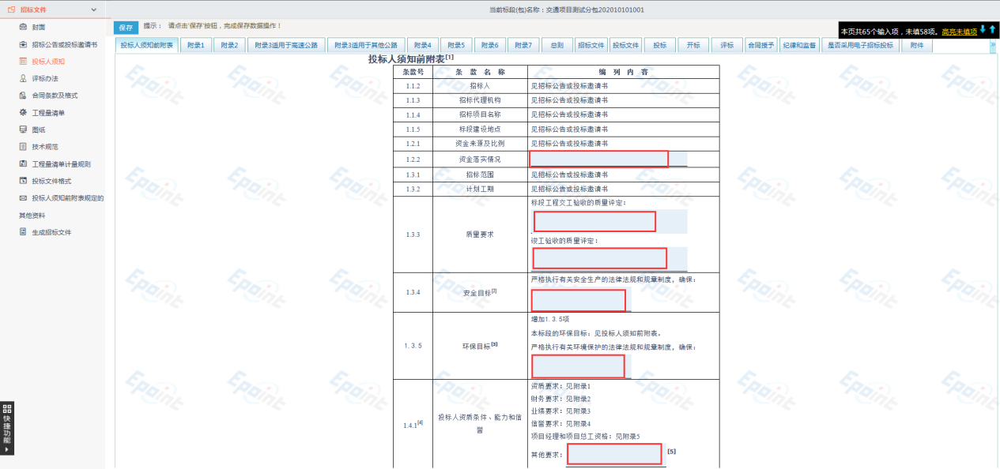 招标文件
当前标段(包)名称：交通项目测试分包202010101001
封面
招标公告或投标邀请书
投标人须知
评标办法
合同条款及格式
工程量清单
图纸
技术规范
工程量清单计量规则
投标文件格式
投标人须知前附表规定的
其他资料
生成招标文件
快捷功能
保存
提示： 请点击'保存'按钮，完成保存数据操作！
本页共65个输入项，未填58项。高亮未填项
投标人须知前附表 附录1 附录2 附录3适用于高速公路 附录3适用于其他公路 附录4 附录5 附录6 附录7 总则 招标文件 投标文件 投标 开标 评标 合同授予 纪律和监督 是否采用电子招标投标 附件
投标人须知前附表[1]
条款号 条 款 名 称 编 列 内 容
1.1.2 招标人 见招标公告或投标邀请书
1.1.3 招标代理机构 见招标公告或投标邀请书
1.1.4 招标项目名称 见招标公告或投标邀请书
1.1.5 标段建设地点 见招标公告或投标邀请书
1.2.1 资金来源及比例 见招标公告或投标邀请书
1.2.2 资金落实情况
1.3.1 招标范围 见招标公告或投标邀请书
1.3.2 计划工期 见招标公告或投标邀请书
1.3.3 质量要求 标段工程交工验收的质量评定：
竣工验收的质量评定：
1.3.4 安全目标[2] 严格执行有关安全生产的法律法规和规章制度，确保：
1.3.5 环保目标[3] 增加1.3.5项
本标段的环保目标：见投标人须知前附表。
严格执行有关环境保护的法律法规和规章制度，确保：
1.4.1[4] 投标人资质条件、能力和信誉 资质要求：见附录1
财务要求：见附录2
业绩要求：见附录3
信誉要求：见附录4
项目经理和项目总工资格：见附录5
其他要求： [5]
Epoint